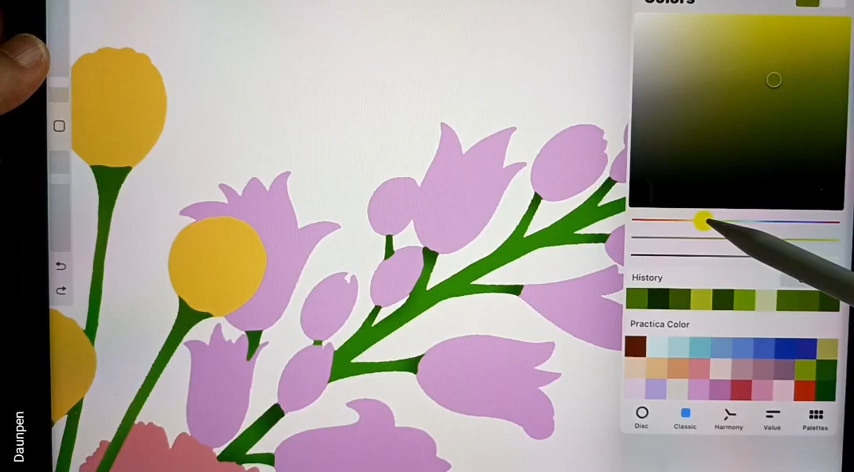 Colors
History
Practica Color
Disc
Classic
Harmony
Value
Palettes
Daunpen